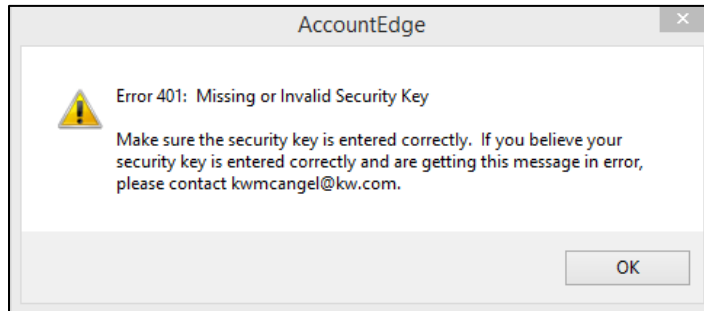 AccountEdge
Error 401: Missing or Invalid Security Key
Make sure the security key is entered correctly. If you believe your
security key is entered correctly and are getting this message in error,
please contact kwmcangel@kw.com.
OK